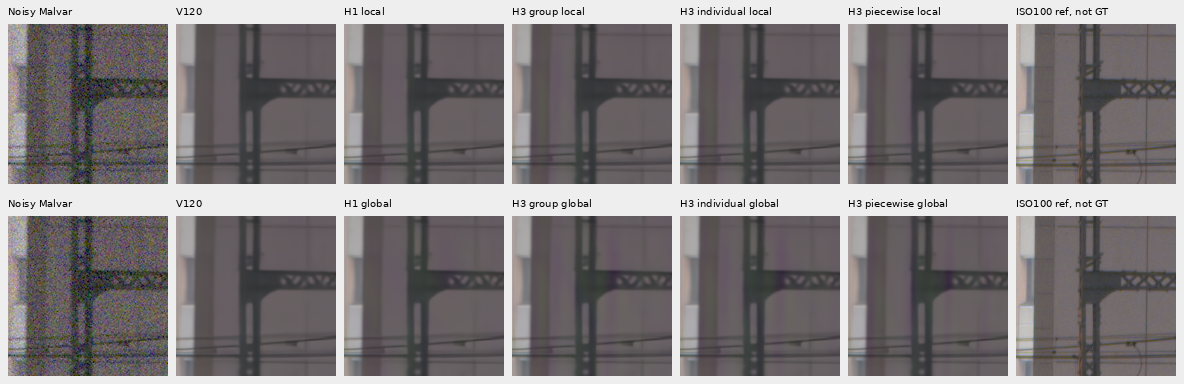 Noisy Malvar V120 H1 local H3 group local H3 individual local H3 piecewise local ISO100 ref, not GT
Noisy Malvar V120 H1 global H3 group global H3 individual global H3 piecewise global ISO100 ref, not GT